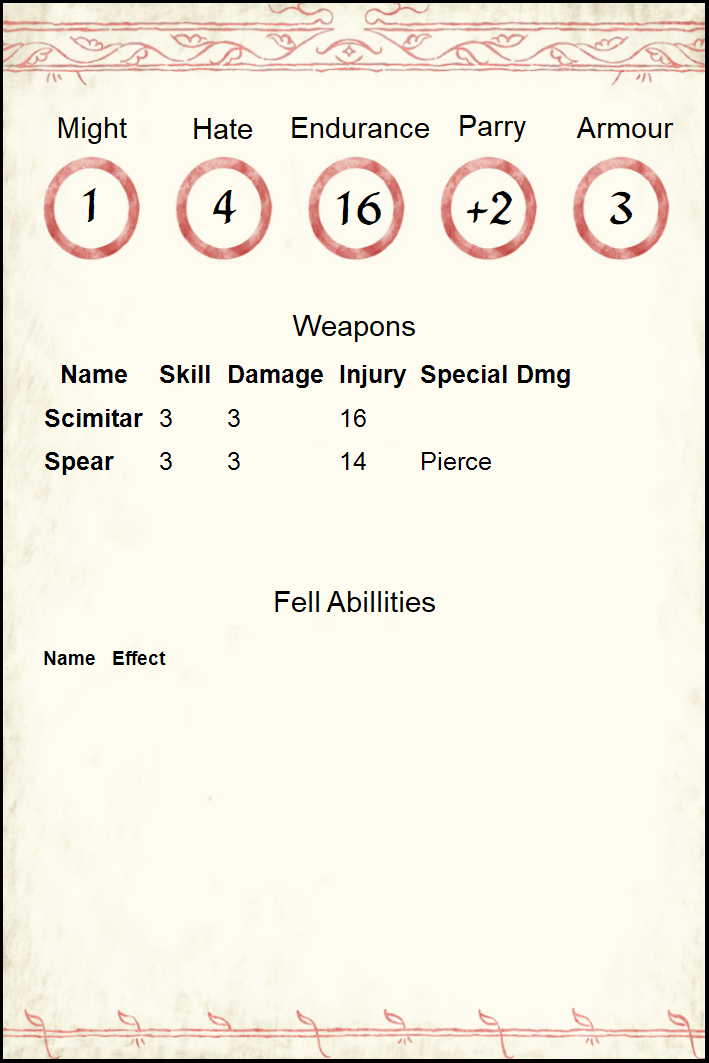 Might Hate Endurance Parry Armour
1 4 16 +2 3
Weapons
Name Skill Damage Injury Special Dmg
Scimitar 3 3 16
Spear 3 3 14 Pierce
Fell Abillities
Name Effect